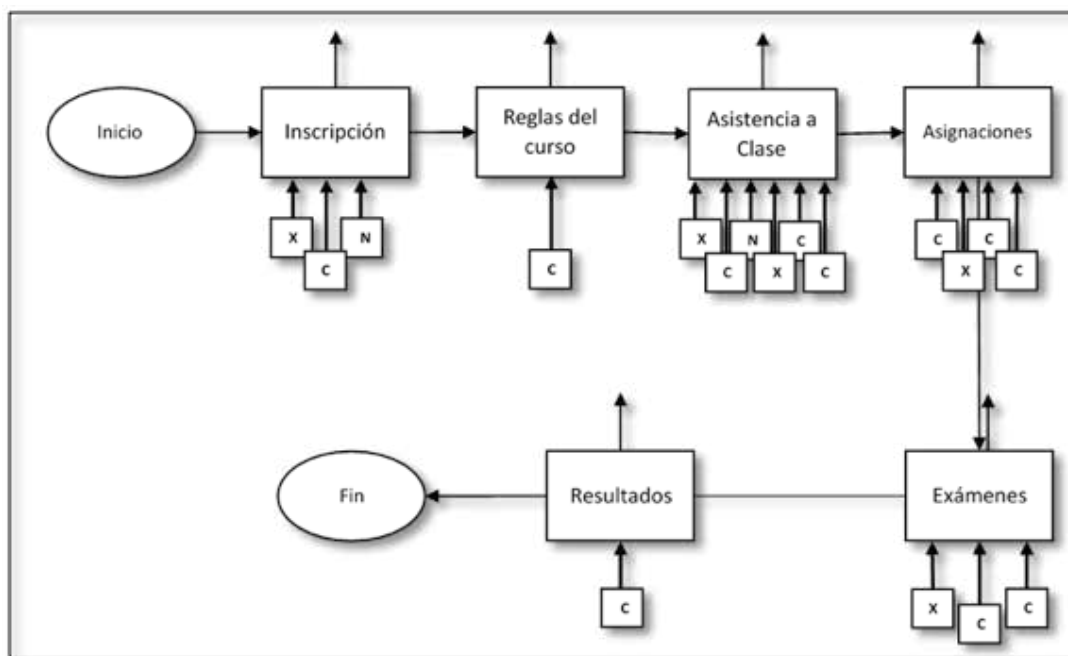 Inicio
Inscripción
Reglas del
curso
Asistencia a
Clase
Asignaciones
X
C
N
C
X
C
N
X
C
C
C
X
C
C
Fin
Resultados
Exámenes
C
X
C
C